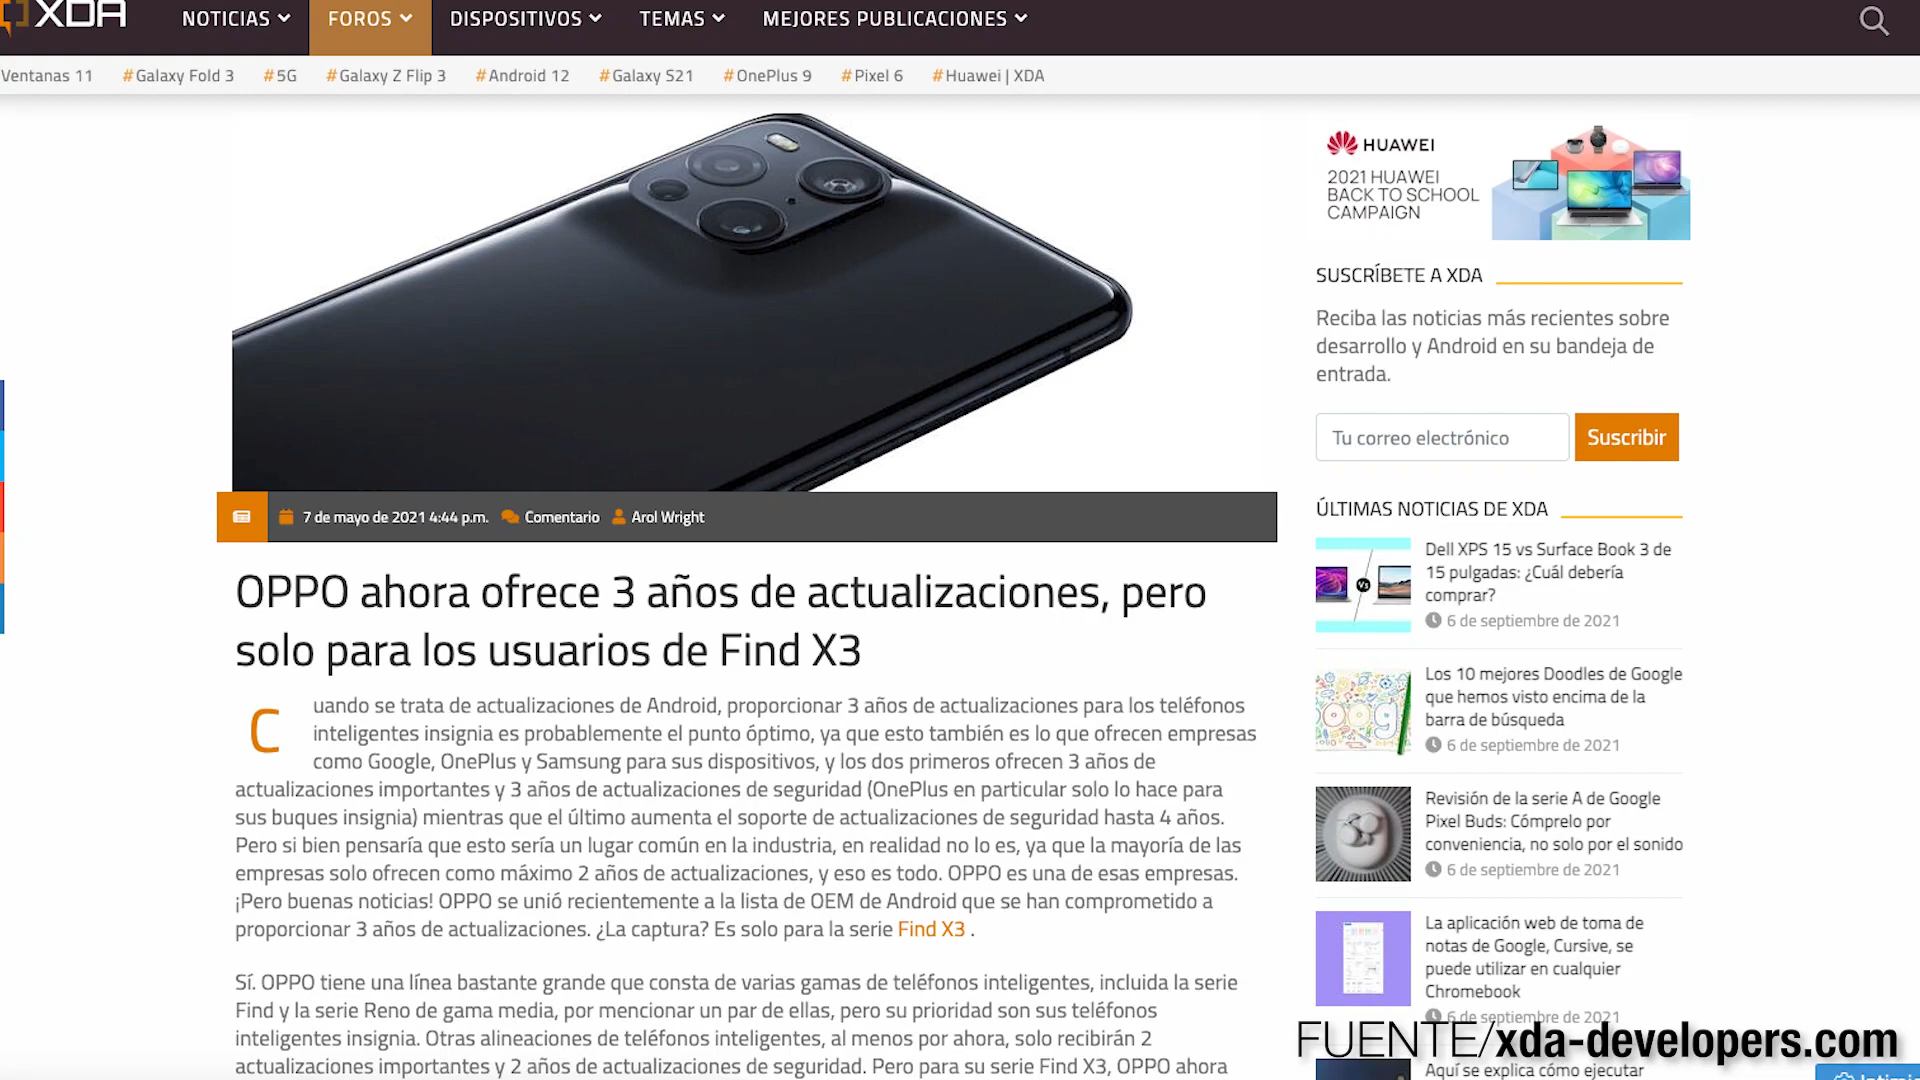 XDA
NOTICIAS
FOROS
DISPOSITIVOS
TEMAS
MEJORES PUBLICACIONES
Ventanas 11
#Galaxy Fold 3
#5G
#Galaxy Z Flip 3
#Android 12
#Galaxy S21
#OnePlus 9
#Pixel 6
#Huawei | XDA
7 de mayo de 2021 4:44 p.m.
Comentario
Arol Wright
OPPO ahora ofrece 3 años de actualizaciones, pero
solo para los usuarios de Find X3
Cuando se trata de actualizaciones de Android, proporcionar 3 años de actualizaciones para los teléfonos
inteligentes insignia es probablemente el punto óptimo, ya que esto también es lo que ofrecen empresas
como Google, OnePlus y Samsung para sus dispositivos, y los dos primeros ofrecen 3 años de
actualizaciones importantes y 3 años de actualizaciones de seguridad (OnePlus en particular solo lo hace para
sus buques insignia) mientras que el último aumenta el soporte de actualizaciones de seguridad hasta 4 años.
Pero si bien pensaría que esto sería un lugar común en la industria, en realidad no lo es, ya que la mayoría de las
empresas solo ofrecen como máximo 2 años de actualizaciones, y eso es todo. OPPO es una de esas empresas.
¡Pero buenas noticias! OPPO se unió recientemente a la lista de OEM de Android que se han comprometido a
proporcionar 3 años de actualizaciones. ¿La captura? Es solo para la serie Find X3 .
Sí. OPPO tiene una línea bastante grande que consta de varias gamas de teléfonos inteligentes, incluida la serie
Find y la serie Reno de gama media, por mencionar un par de ellas, pero su prioridad son sus teléfonos
inteligentes insignia. Otras alineaciones de teléfonos inteligentes, al menos por ahora, solo recibirán 2
actualizaciones importantes y 2 años de actualizaciones de seguridad. Pero para su serie Find X3, OPPO ahora
HUAWEI
2021 HUAWEI
BACK TO SCHOOL
CAMPAIGN
SUSCRÍBETE A XDA
Reciba las noticias más recientes sobre
desarrollo y Android en su bandeja de
entrada.
Tu correo electrónico
Suscribir
ÚLTIMAS NOTICIAS DE XDA
VS
Dell XPS 15 vs Surface Book 3 de
15 pulgadas: ¿Cuál debería
comprar?
6 de septiembre de 2021
Los 10 mejores Doodles de Google
que hemos visto encima de la
barra de búsqueda
6 de septiembre de 2021
Revisión de la serie A de Google
Pixel Buds: Cómprelo por
conveniencia, no solo por el sonido
6 de septiembre de 2021
La aplicación web de toma de
notas de Google, Cursive, se
puede utilizar en cualquier
Chromebook
6 de septiembre de 2021
FUENTE/xda-developers.com
Aquí se explica cómo ejecutar